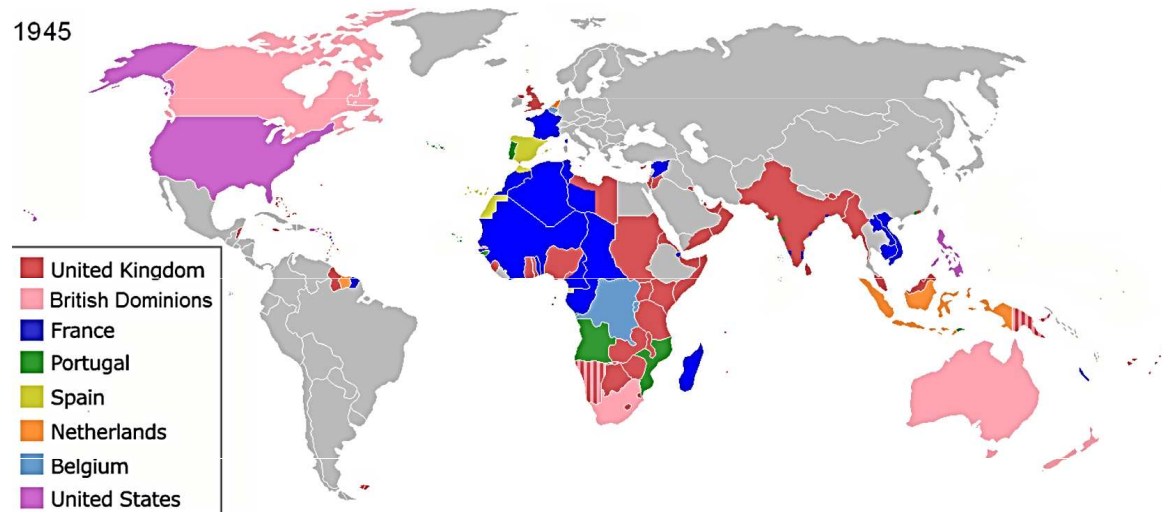 1945
United Kingdom
British Dominions
France
Portugal
Spain
Netherlands
Belgium
United States